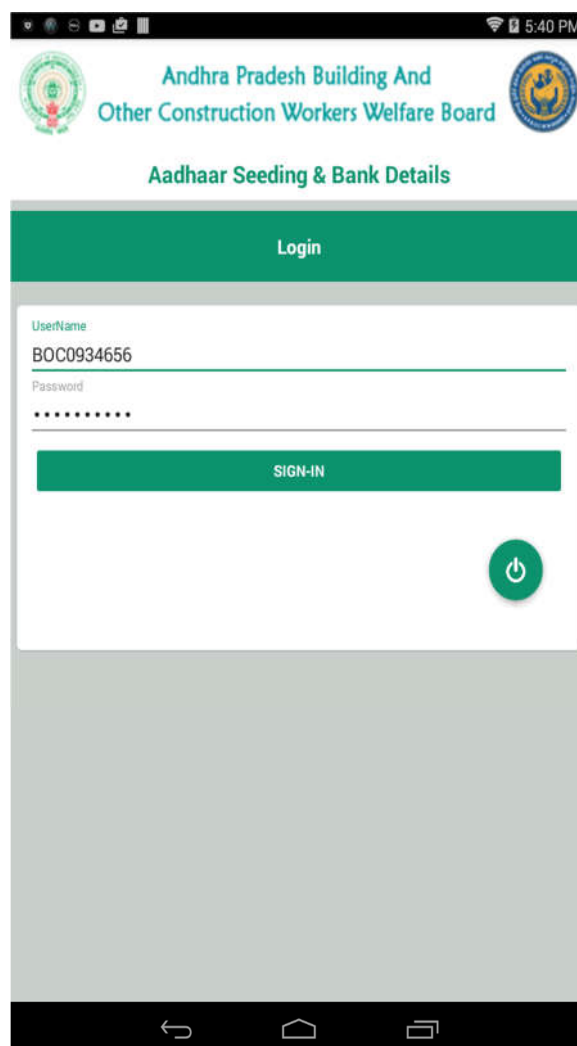 5:40 PM
Andhra Pradesh Building And
Other Construction Workers Welfare Board
Aadhaar Seeding & Bank Details
Login
UserName
BOC0934656
Password
••••••••••
SIGN-IN